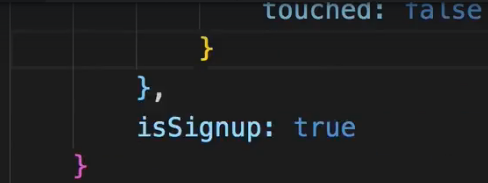 touched: false
}
},
isSignup: true
}